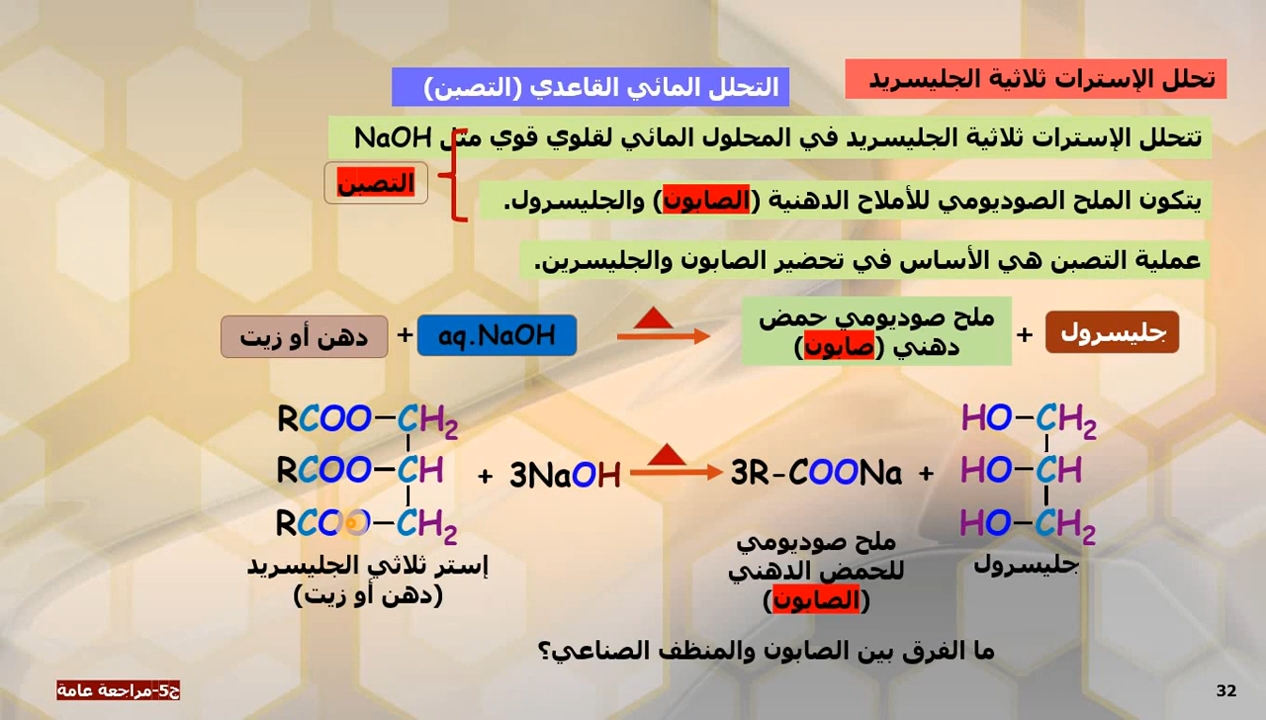 تحلل الإسترات ثلاثية الجليسريد
التحلل المائي القاعدي (التصبن)
تتحلل الإسترات ثلاثية الجليسريد في المحلول المائي لقلوي قوي مثل NaOH
التصبن
يتكون الملح الصوديومي للأملاح الدهنية (الصابون) والجليسرول.
عملية التصبن هي الأساس في تحضير الصابون والجليسرين.
دهن أو زيت + aq.NaOH
ملح صوديومي حمض
دهني (صابون)
+ جليسرول
RCOO–CH2
RCOO–CH + 3NaOH
RCOO–CH2
3R-COONa +
HO–CH2
HO–CH
HO–CH2
إستر ثلاثي الجليسريد
(دهن أو زيت)
ملح صوديومي
للحمض الدهني
(الصابون)
جليسرول
ما الفرق بين الصابون والمنظف الصناعي؟
ج5-مراجعة عامة
32